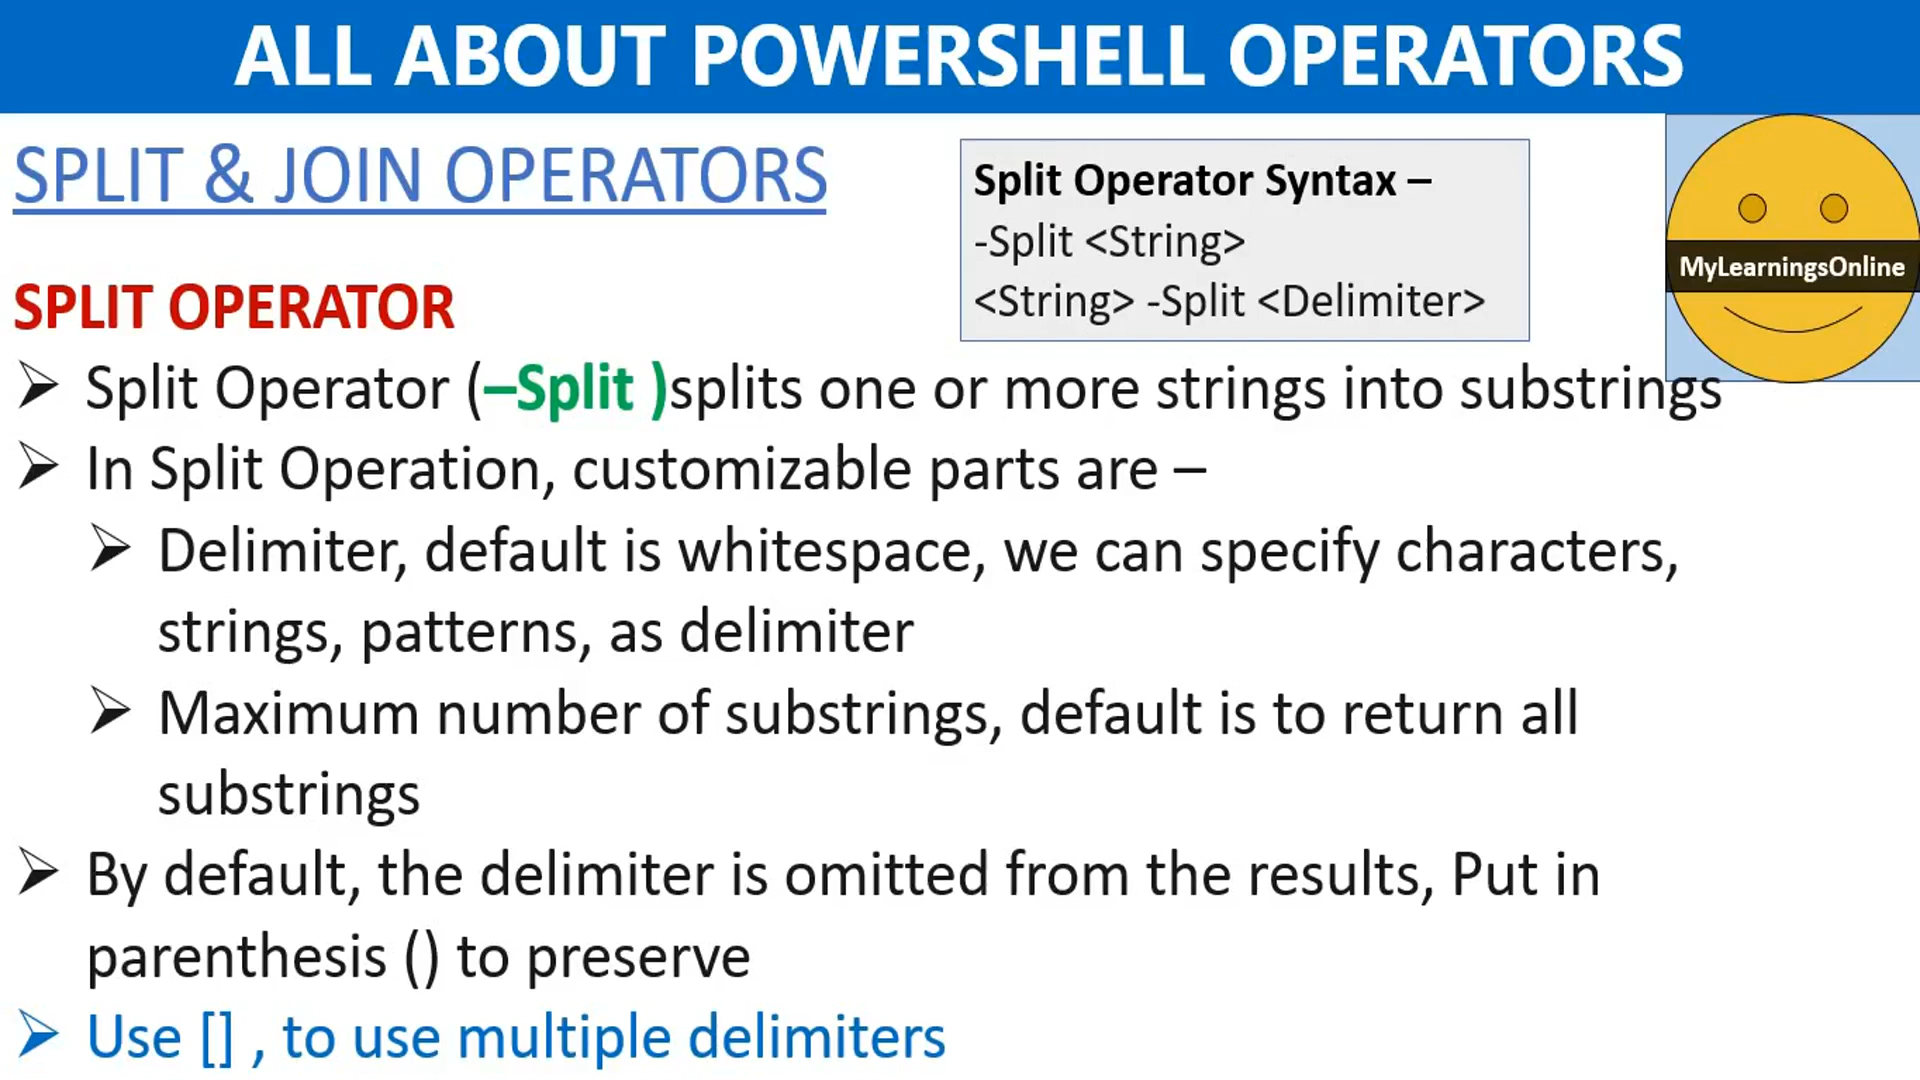 ALL ABOUT POWERSHELL OPERATORS
SPLIT & JOIN OPERATORS
Split Operator Syntax –
-Split <String>
<String> -Split <Delimiter>
MyLearningsOnline
SPLIT OPERATOR
➢ Split Operator (–Split )splits one or more strings into substrings
➢ In Split Operation, customizable parts are –
➢ Delimiter, default is whitespace, we can specify characters,
strings, patterns, as delimiter
➢ Maximum number of substrings, default is to return all
substrings
➢ By default, the delimiter is omitted from the results, Put in
parenthesis () to preserve
➢ Use [] , to use multiple delimiters